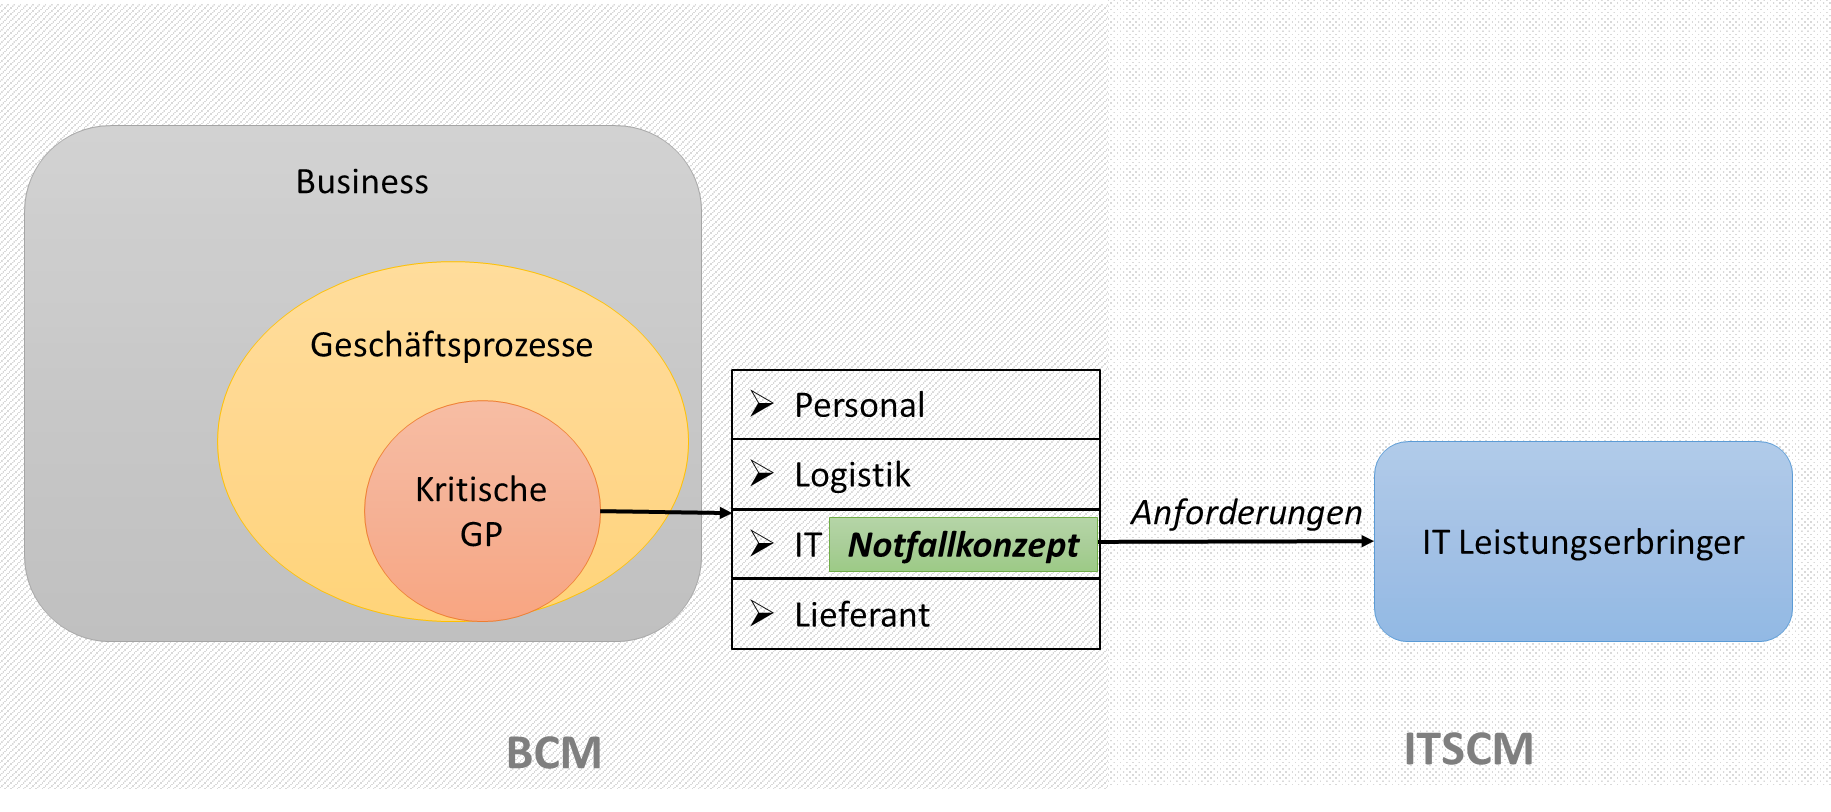 Business
Geschäftsprozesse
Kritische
GP
Personal
Logistik
IT Notfallkonzept
Lieferant
Anforderungen
IT Leistungserbringer
BCM
ITSCM